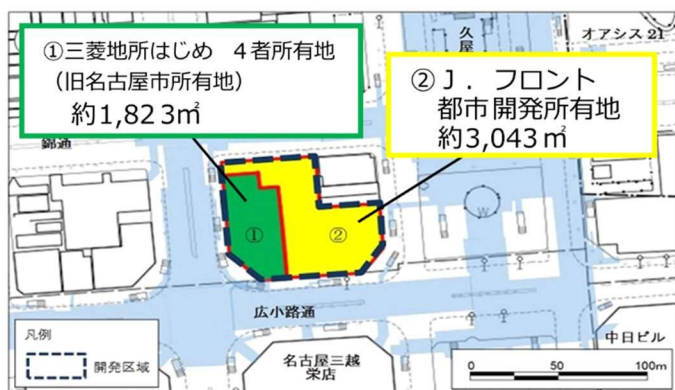 ①三菱地所はじめ 4者所有地
(旧名古屋市所有地)
約1,823㎡
②J.フロント
都市開発所有地
約3,043㎡
久屋
オアシス21
錦通
①
②
広小路通
凡例
開発区域
名古屋三越
栄店
中日ビル
0 50 100m